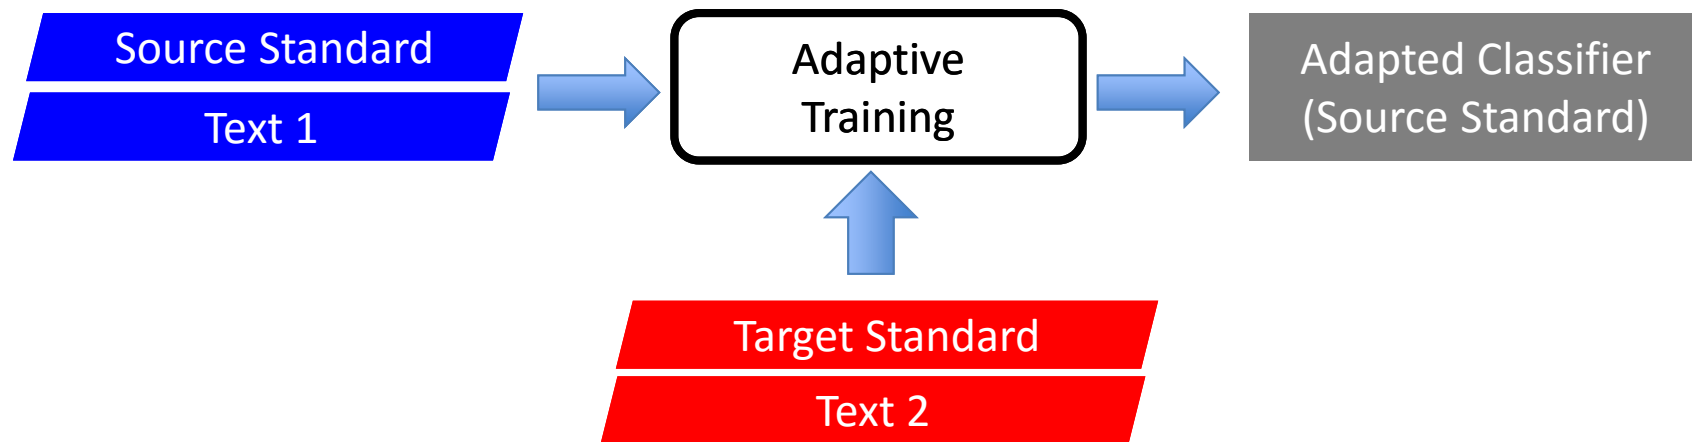 Source Standard
Text 1
Adaptive
Training
Adapted Classifier
(Source Standard)
Target Standard
Text 2